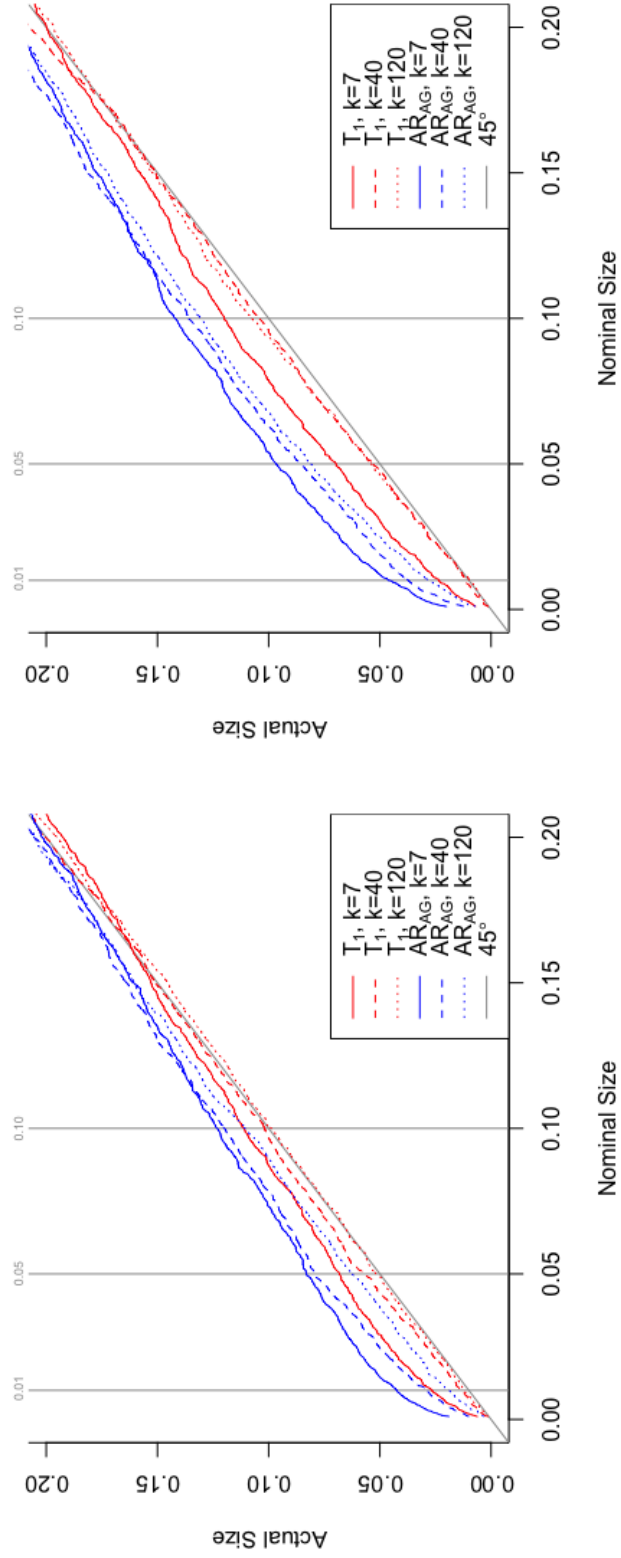 0.01
0.05
0.10
0.20
0.15
0.10
0.05
0.00
Actual Size
T1, k=7
T1, k=40
T1, k=120
ARAG, k=7
ARAG, k=40
ARAG, k=120
45°
0.00
0.05
0.10
0.15
0.20
Nominal Size
0.01
0.05
0.10
0.20
0.15
0.10
0.05
0.00
Actual Size
T1, k=7
T1, k=40
T1, k=120
ARAG, k=7
ARAG, k=40
ARAG, k=120
45°
0.00
0.05
0.10
0.15
0.20
Nominal Size